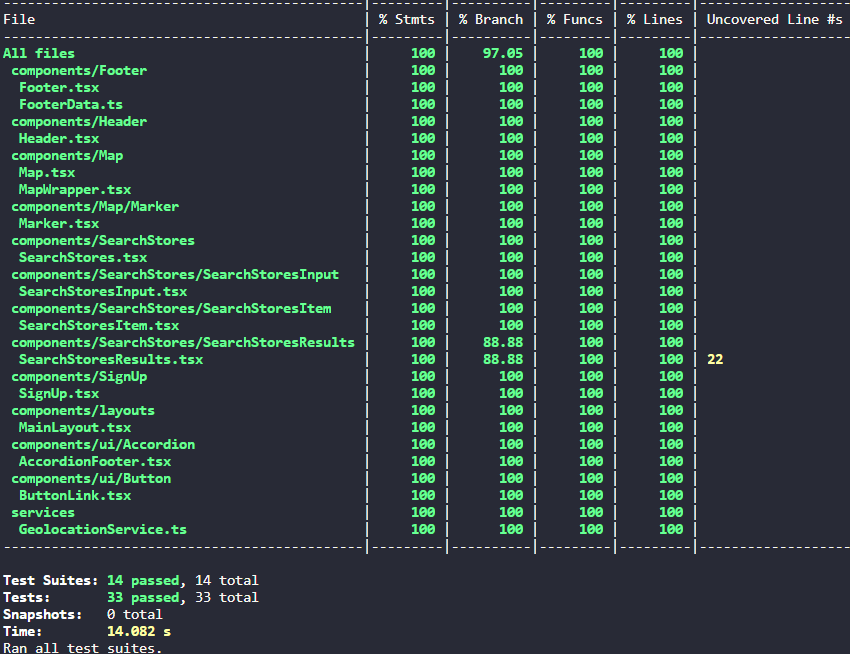 File | % Stmts | % Branch | % Funcs | % Lines | Uncovered Line #s
All files | 100 | 97.05 | 100 | 100 |
components/Footer | 100 | 100 | 100 | 100 |
Footer.tsx | 100 | 100 | 100 | 100 |
FooterData.ts | 100 | 100 | 100 | 100 |
components/Header | 100 | 100 | 100 | 100 |
Header.tsx | 100 | 100 | 100 | 100 |
components/Map | 100 | 100 | 100 | 100 |
Map.tsx | 100 | 100 | 100 | 100 |
MapWrapper.tsx | 100 | 100 | 100 | 100 |
components/Map/Marker | 100 | 100 | 100 | 100 |
Marker.tsx | 100 | 100 | 100 | 100 |
components/SearchStores | 100 | 100 | 100 | 100 |
SearchStores.tsx | 100 | 100 | 100 | 100 |
components/SearchStores/SearchStoresInput | 100 | 100 | 100 | 100 |
SearchStoresInput.tsx | 100 | 100 | 100 | 100 |
components/SearchStores/SearchStoresItem | 100 | 100 | 100 | 100 |
SearchStoresItem.tsx | 100 | 100 | 100 | 100 |
components/SearchStores/SearchStoresResults | 100 | 88.88 | 100 | 100 |
SearchStoresResults.tsx | 100 | 88.88 | 100 | 100 | 22
components/SignUp | 100 | 100 | 100 | 100 |
SignUp.tsx | 100 | 100 | 100 | 100 |
components/layouts | 100 | 100 | 100 | 100 |
MainLayout.tsx | 100 | 100 | 100 | 100 |
components/ui/Accordion | 100 | 100 | 100 | 100 |
AccordionFooter.tsx | 100 | 100 | 100 | 100 |
components/ui/Button | 100 | 100 | 100 | 100 |
ButtonLink.tsx | 100 | 100 | 100 | 100 |
services | 100 | 100 | 100 | 100 |
GeolocationService.ts | 100 | 100 | 100 | 100 |
Test Suites: 14 passed, 14 total
Tests: 33 passed, 33 total
Snapshots: 0 total
Time: 14.082 s
Ran all test suites.